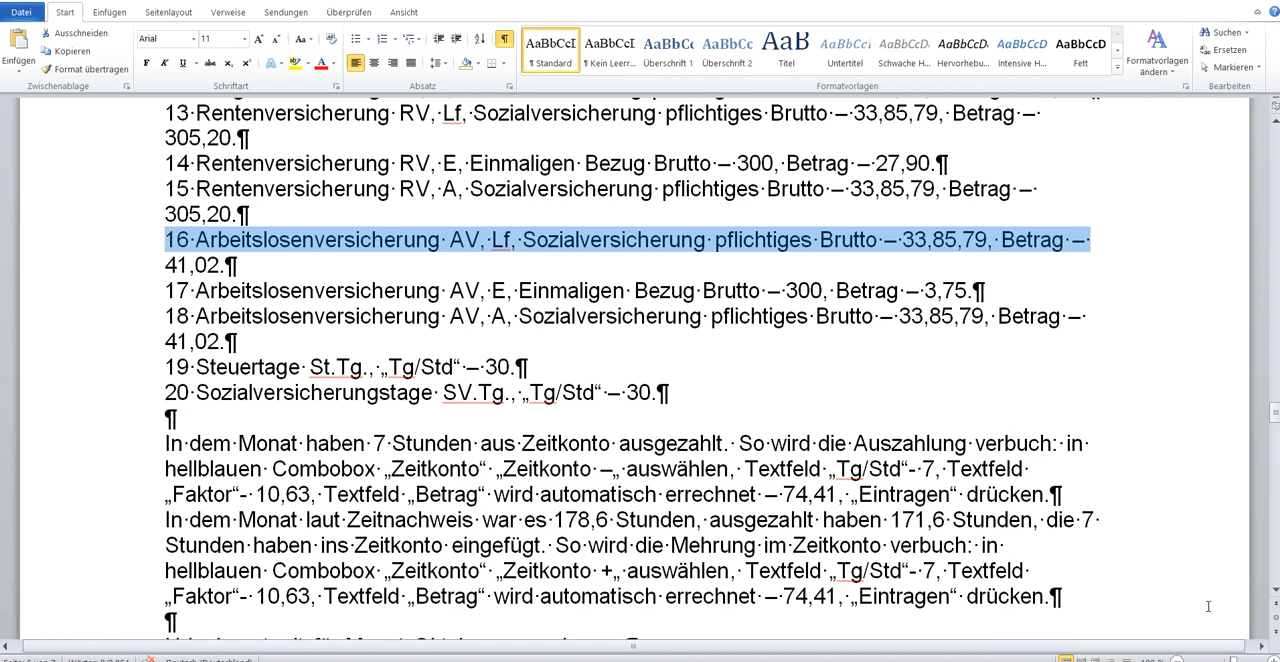 Datei Start Einfügen Seitenlayout Verweise Sendungen Überprüfen Ansicht
Einfügen
Ausschneiden
Kopieren
Format übertragen
Zwischenablage
Arial 11
Schriftart
Absatz
AaBbCcI AaBbCcI AaBbCc AaBbCc AaB AaBbCcI AaBbCcD AaBbCcD AaBbCcD AaBbCcD
¶ Standard ¶ Kein Leerr... Überschrift 1 Überschrift 2 Titel Untertitel Schwache H... Hervorhebu... Intensive H... Fett
Formatvorlagen
Formatvorlagen ändern
Suchen
Ersetzen
Markieren
Bearbeiten
13·Rentenversicherung· RV,·Lf,·Sozialversicherung· pflichtiges·Brutto·–·33,85,79,·Betrag·–·
305,20.¶
14·Rentenversicherung· RV,·E,·Einmaligen· Bezug·Brutto·–·300,·Betrag·–·27,90.¶
15·Rentenversicherung· RV,·A,·Sozialversicherung· pflichtiges·Brutto·–·33,85,79,·Betrag·–·
305,20.¶
16·Arbeitslosenversicherung· AV,·Lf,·Sozialversicherung· pflichtiges·Brutto·–·33,85,79,·Betrag·–·
41,02.¶
17·Arbeitslosenversicherung· AV,·E,·Einmaligen· Bezug·Brutto·–·300,·Betrag·–·3,75.¶
18·Arbeitslosenversicherung· AV,·A,·Sozialversicherung· pflichtiges·Brutto·–·33,85,79,·Betrag·–·
41,02.¶
19·Steuertage· St.Tg.,·„Tg/Std“·–·30.¶
20·Sozialversicherungstage· SV.Tg.,·„Tg/Std“·–·30.¶
¶
In·dem·Monat·haben·7·Stunden·aus·Zeitkonto·ausgezahlt.·So·wird·die·Auszahlung·verbuch:·in·
hellblauen·Combobox·„Zeitkonto“·„Zeitkonto·–„·auswählen,·Textfeld·„Tg/Std“-·7,·Textfeld·
„Faktor“-·10,63,·Textfeld·„Betrag“·wird·automatisch·errechnet·–·74,41,·„Eintragen“·drücken.¶
In·dem·Monat·laut·Zeitnachweis·war·es·178,6·Stunden,·ausgezahlt·haben·171,6·Stunden,·die·7·
Stunden·haben·ins·Zeitkonto·eingefügt.·So·wird·die·Mehrung·im·Zeitkonto·verbuch:·in·
hellblauen·Combobox·„Zeitkonto“·„Zeitkonto·+„·auswählen,·Textfeld·„Tg/Std“-·7,·Textfeld·
„Faktor“-·10,63,·Textfeld·„Betrag“·wird·automatisch·errechnet·–·74,41,·„Eintragen“·drücken.¶
¶